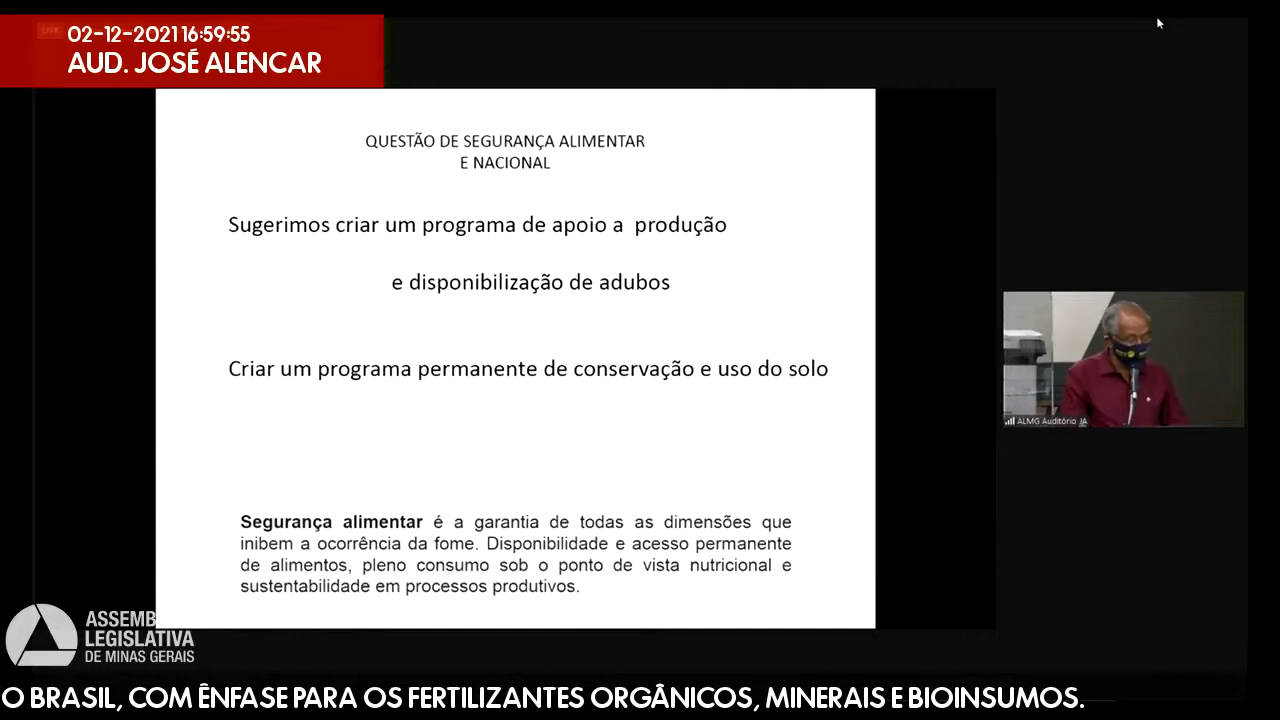 LIVE
02-12-2021 16:59:55
AUD. JOSÉ ALENCAR
QUESTÃO DE SEGURANÇA ALIMENTAR
E NACIONAL
Sugerimos criar um programa de apoio a  produção
e disponibilização de adubos
Criar um programa permanente de conservação e uso do solo
Segurança alimentar é a garantia de todas as dimensões que
inibem a ocorrência da fome. Disponibilidade e acesso permanente
de alimentos, pleno consumo sob o ponto de vista nutricional e
sustentabilidade em processos produtivos.
ALMG Auditório JA
ASSEMB
LEGISLATIVA
DE MINAS GERAIS
O BRASIL, COM ÊNFASE PARA OS FERTILIZANTES ORGÂNICOS, MINERAIS E BIOINSUMOS.